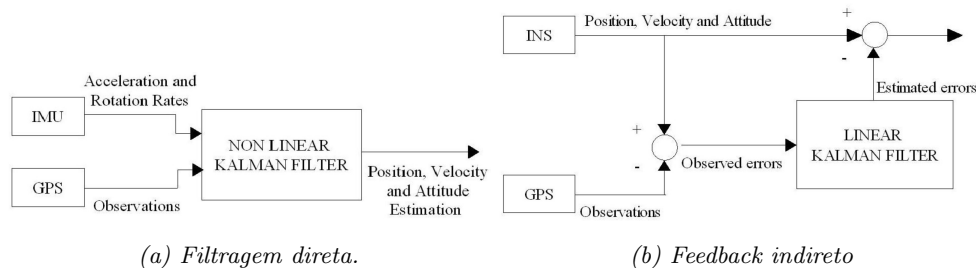 Acceleration and
Rotation Rates
IMU
GPS
Observations
NON LINEAR
KALMAN FILTER
Position, Velocity
and Attitude
Estimation
(a) Filtragem direta.
INS
Position, Velocity and Attitude
+
-
Estimated errors
+
-
Observed errors
LINEAR
KALMAN FILTER
GPS
Observations
(b) Feedback indireto